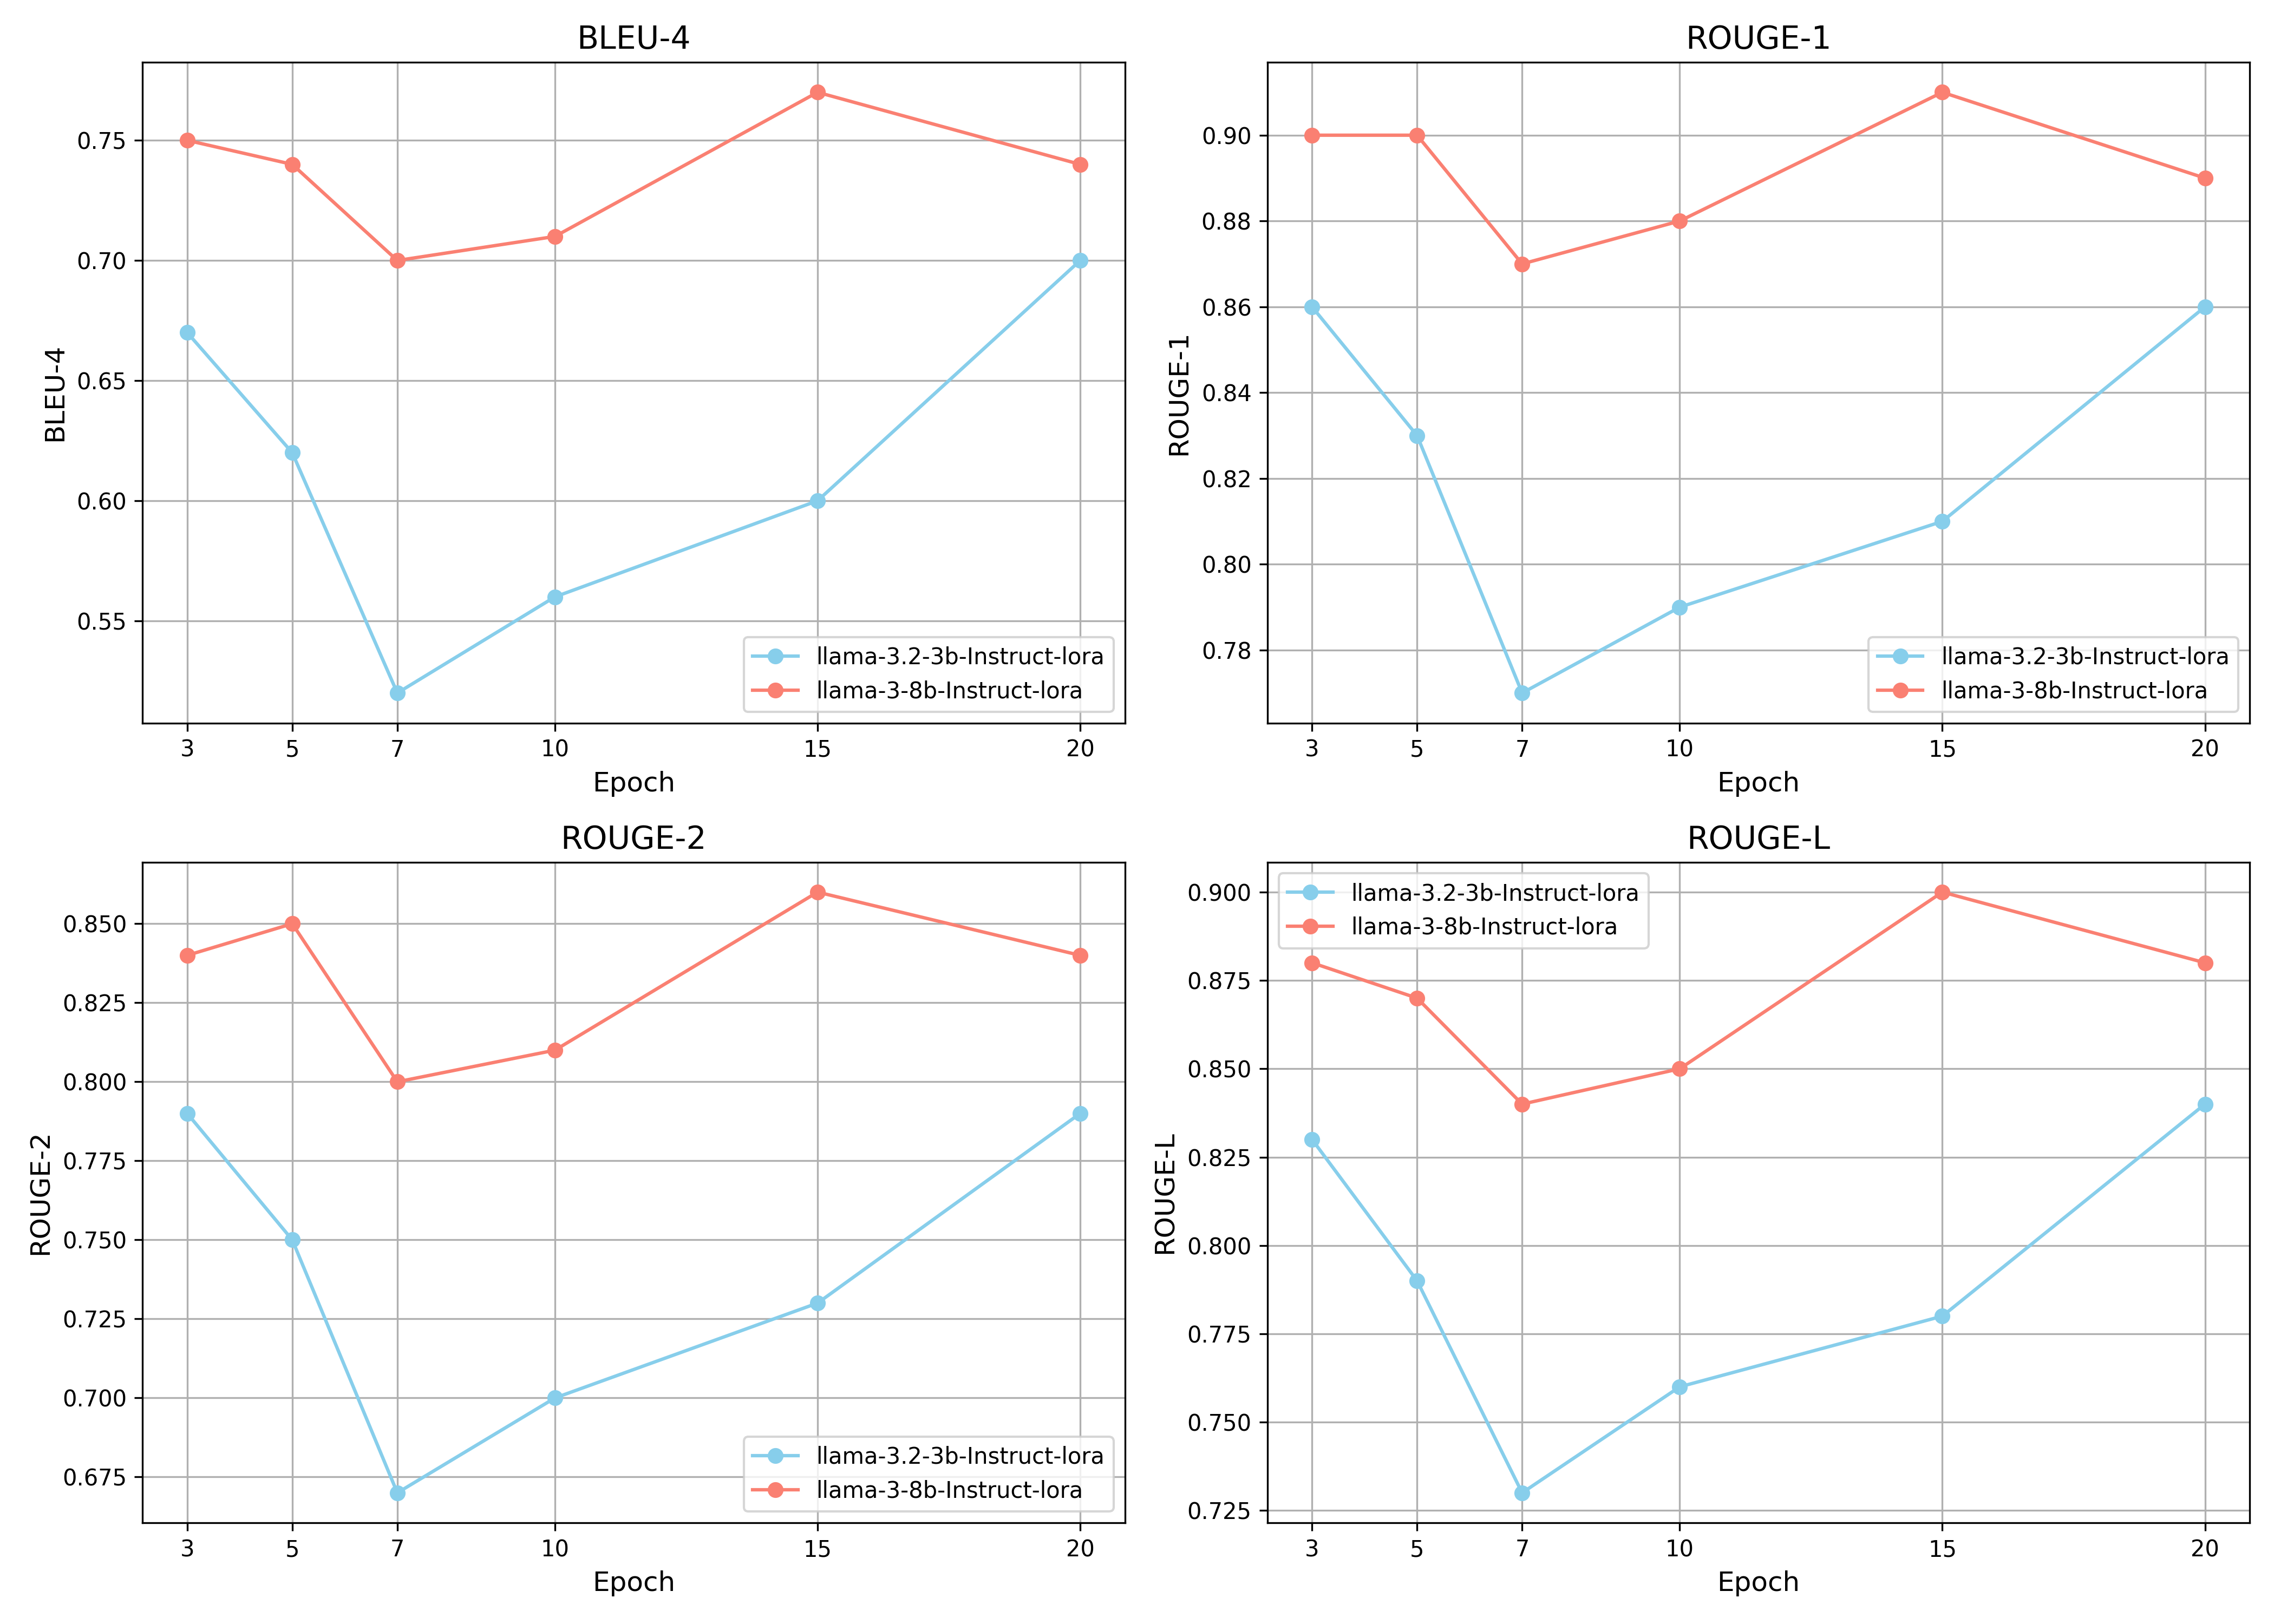 BLEU-4
BLEU-4
0.75
0.70
0.65
0.60
0.55
llama-3.2-3b-Instruct-lora
llama-3-8b-Instruct-lora
3 5 7 10 15 20
Epoch
ROUGE-1
ROUGE-1
0.90
0.88
0.86
0.84
0.82
0.80
0.78
llama-3.2-3b-Instruct-lora
llama-3-8b-Instruct-lora
3 5 7 10 15 20
Epoch
ROUGE-2
ROUGE-2
0.850
0.825
0.800
0.775
0.750
0.725
0.700
0.675
llama-3.2-3b-Instruct-lora
llama-3-8b-Instruct-lora
3 5 7 10 15 20
Epoch
ROUGE-L
ROUGE-L
llama-3.2-3b-Instruct-lora
llama-3-8b-Instruct-lora
0.900
0.875
0.850
0.825
0.800
0.775
0.750
0.725
3 5 7 10 15 20
Epoch